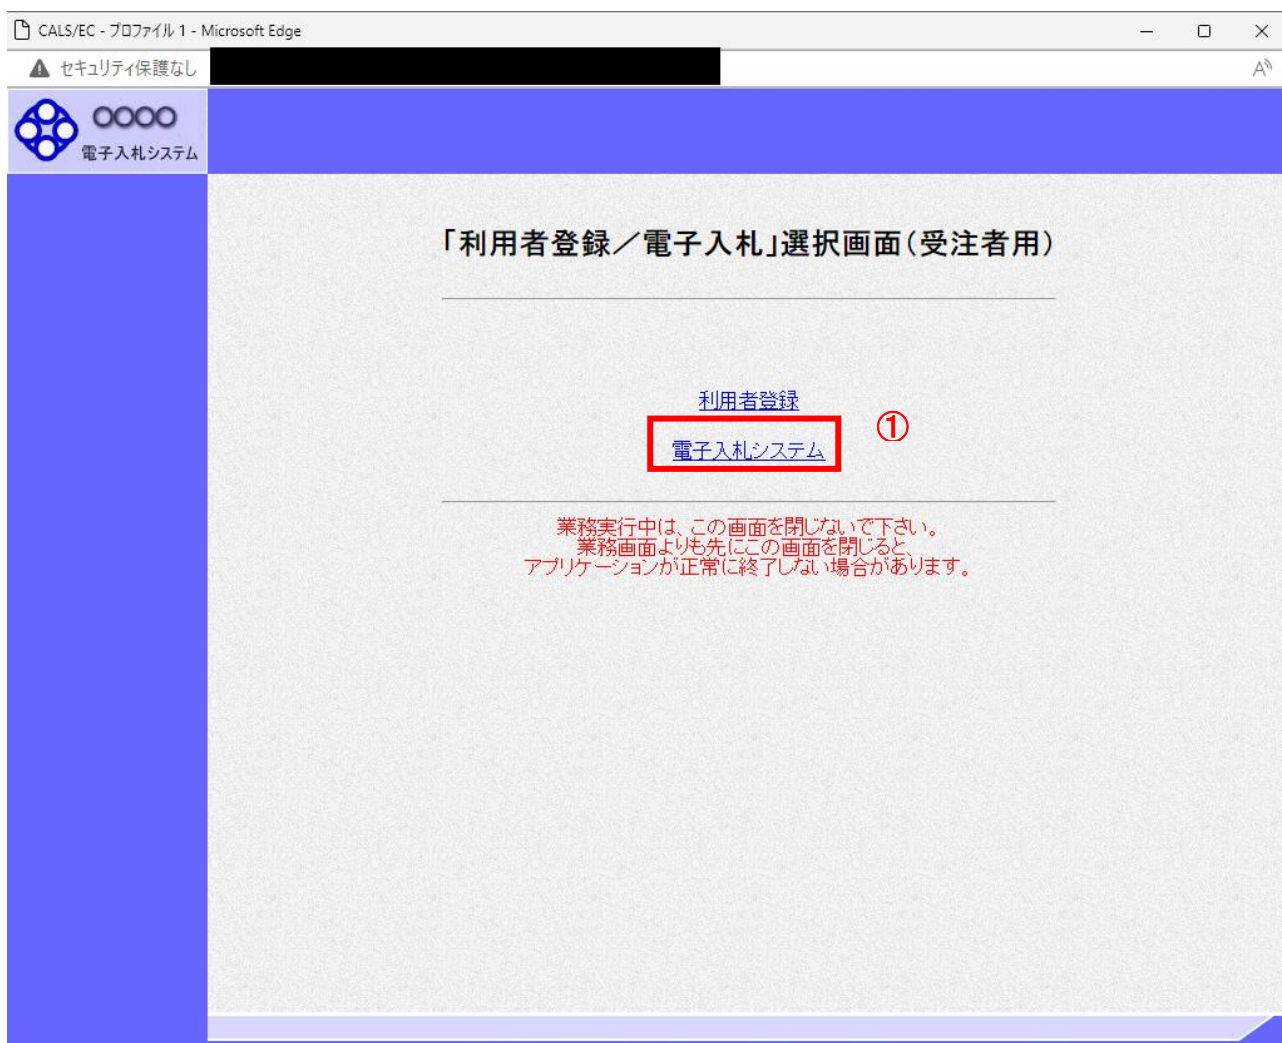 CALS/EC - プロファイル 1 - Microsoft Edge
セキュリティ保護なし
○○○○
電子入札システム
「利用者登録／電子入札」選択画面（受注者用）
利用者登録
①
電子入札システム
業務実行中は、この画面を閉じないで下さい。
業務画面よりも先にこの画面を閉じると、
アプリケーションが正常に終了しない場合があります。